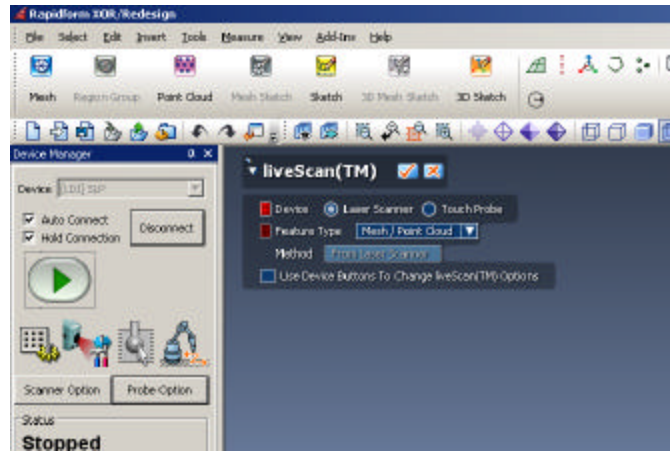 Rapidform XOR/Redesign
File Select Edit Insert Tools Measure View Add-Ins Help
Mesh Region Group Point Cloud Mesh Sketch Sketch 3D Mesh Sketch 3D Sketch
Device Manager
Device [LDI] SLP
Auto Connect
Hold Connection
Disconnect
Scanner Option Probe Option
Status
Stopped
liveScan(TM)
Device Laser Scanner Touch Probe
Feature Type Mesh / Point Cloud
Method From Laser Scanner
Use Device Buttons To Change liveScan(TM) Options